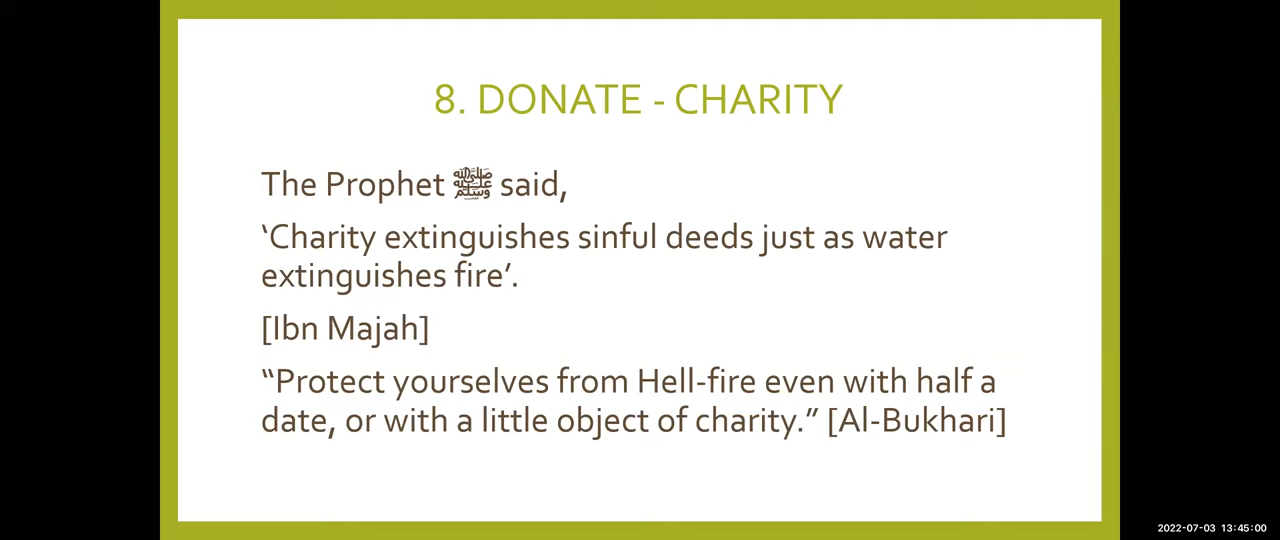 8. DONATE - CHARITY
The Prophet ﷺ said,
‘Charity extinguishes sinful deeds just as water
extinguishes fire’.
[Ibn Majah]
“Protect yourselves from Hell-fire even with half a
date, or with a little object of charity.” [Al-Bukhari]
2022-07-03 13:45:00